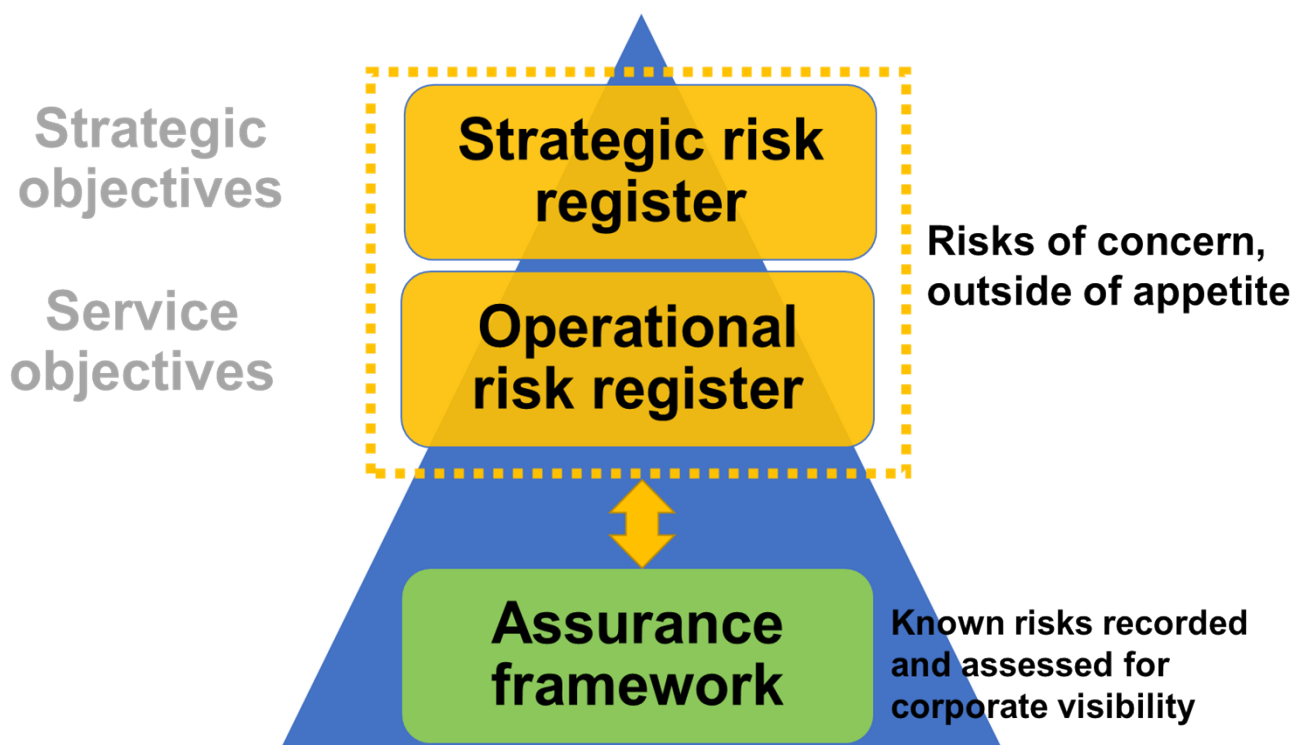 Strategic
objectives
Strategic risk
register
Risks of concern,
outside of appetite
Service
objectives
Operational
risk register
Assurance
framework
Known risks recorded
and assessed for
corporate visibility